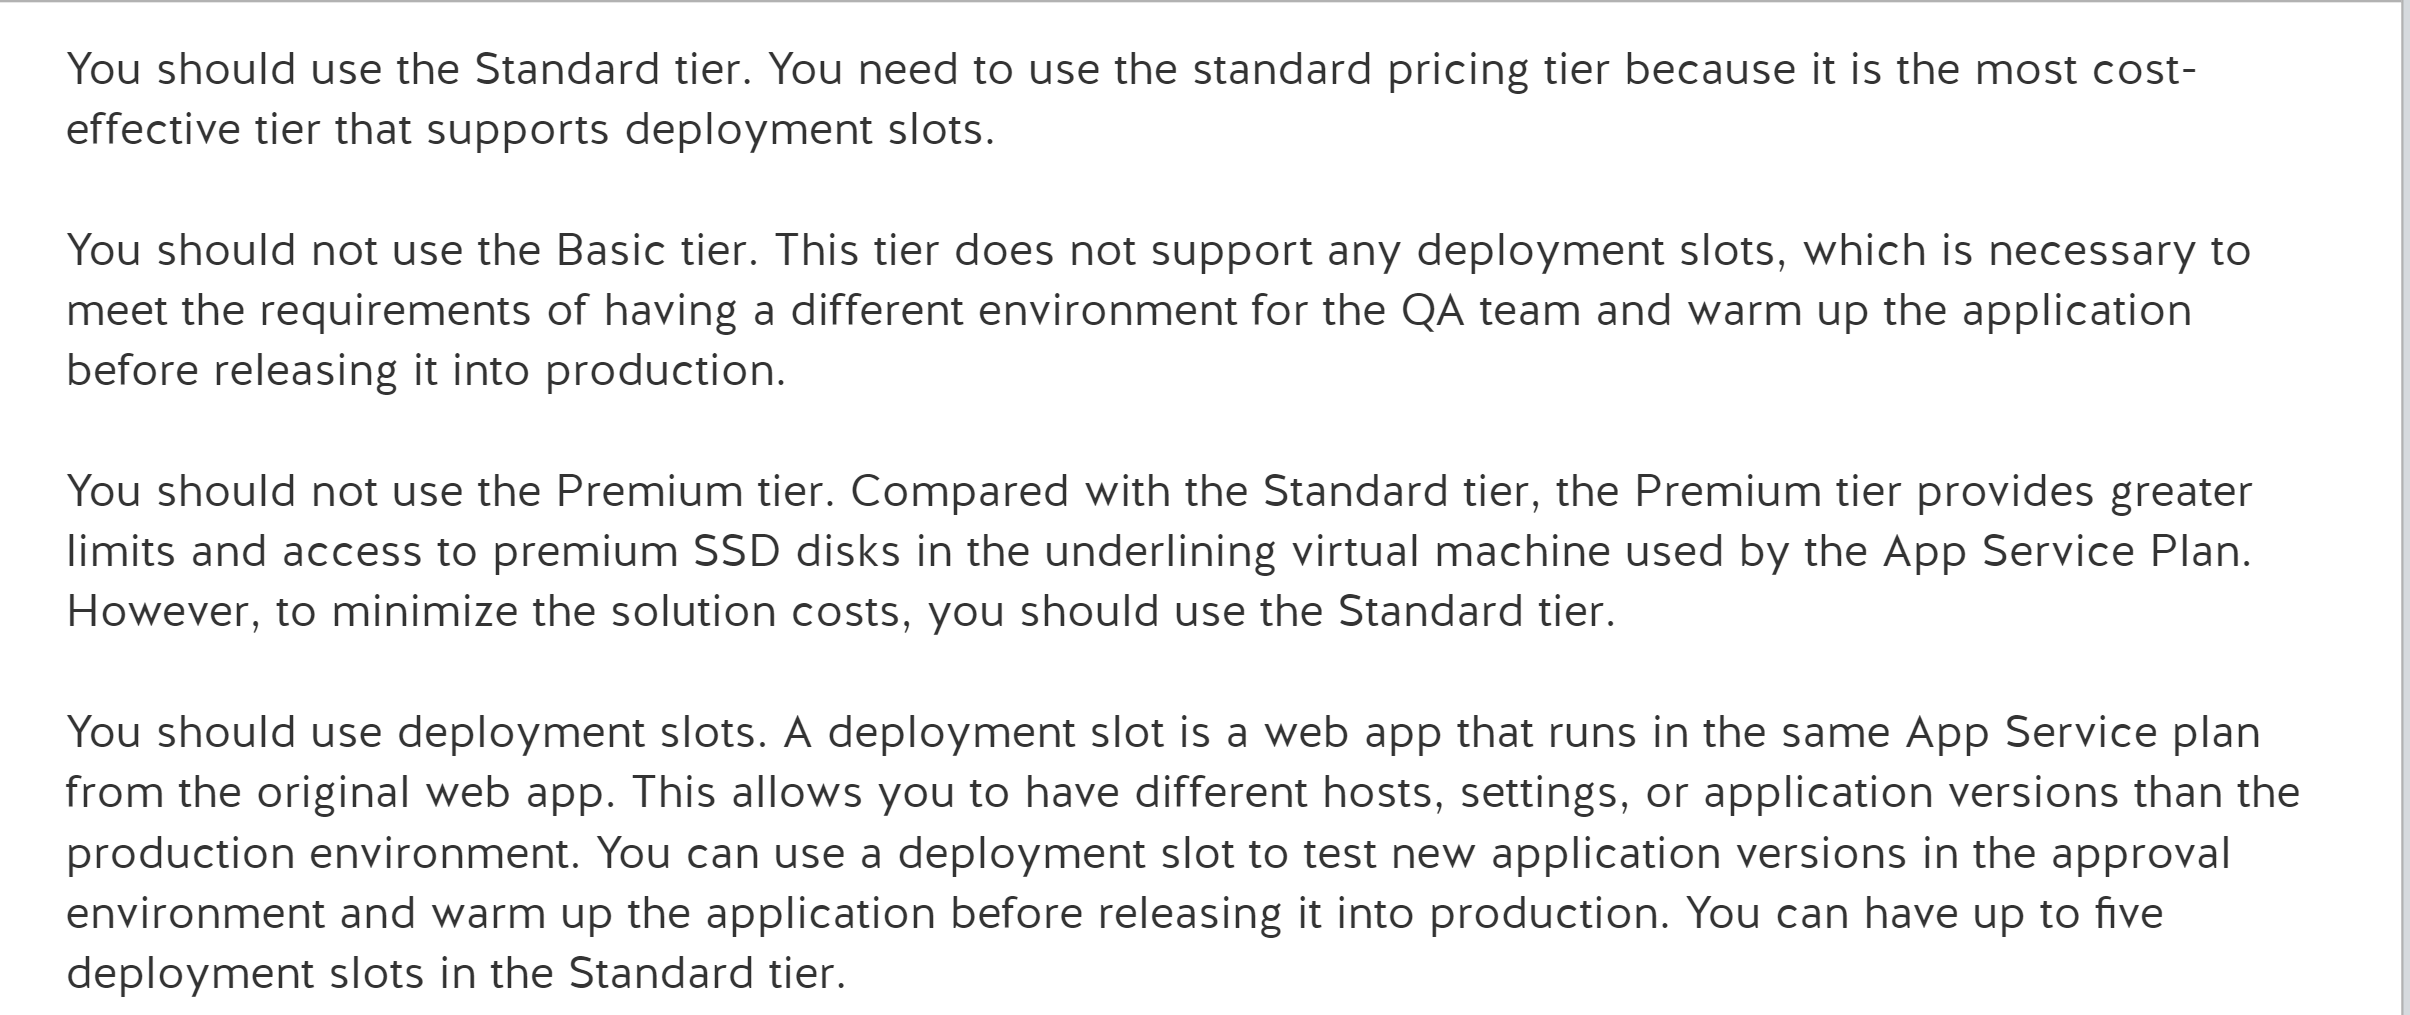 You should use the Standard tier. You need to use the standard pricing tier because it is the most cost-
effective tier that supports deployment slots.
You should not use the Basic tier. This tier does not support any deployment slots, which is necessary to
meet the requirements of having a different environment for the QA team and warm up the application
before releasing it into production.
You should not use the Premium tier. Compared with the Standard tier, the Premium tier provides greater
limits and access to premium SSD disks in the underlining virtual machine used by the App Service Plan.
However, to minimize the solution costs, you should use the Standard tier.
You should use deployment slots. A deployment slot is a web app that runs in the same App Service plan
from the original web app. This allows you to have different hosts, settings, or application versions than the
production environment. You can use a deployment slot to test new application versions in the approval
environment and warm up the application before releasing it into production. You can have up to five
deployment slots in the Standard tier.